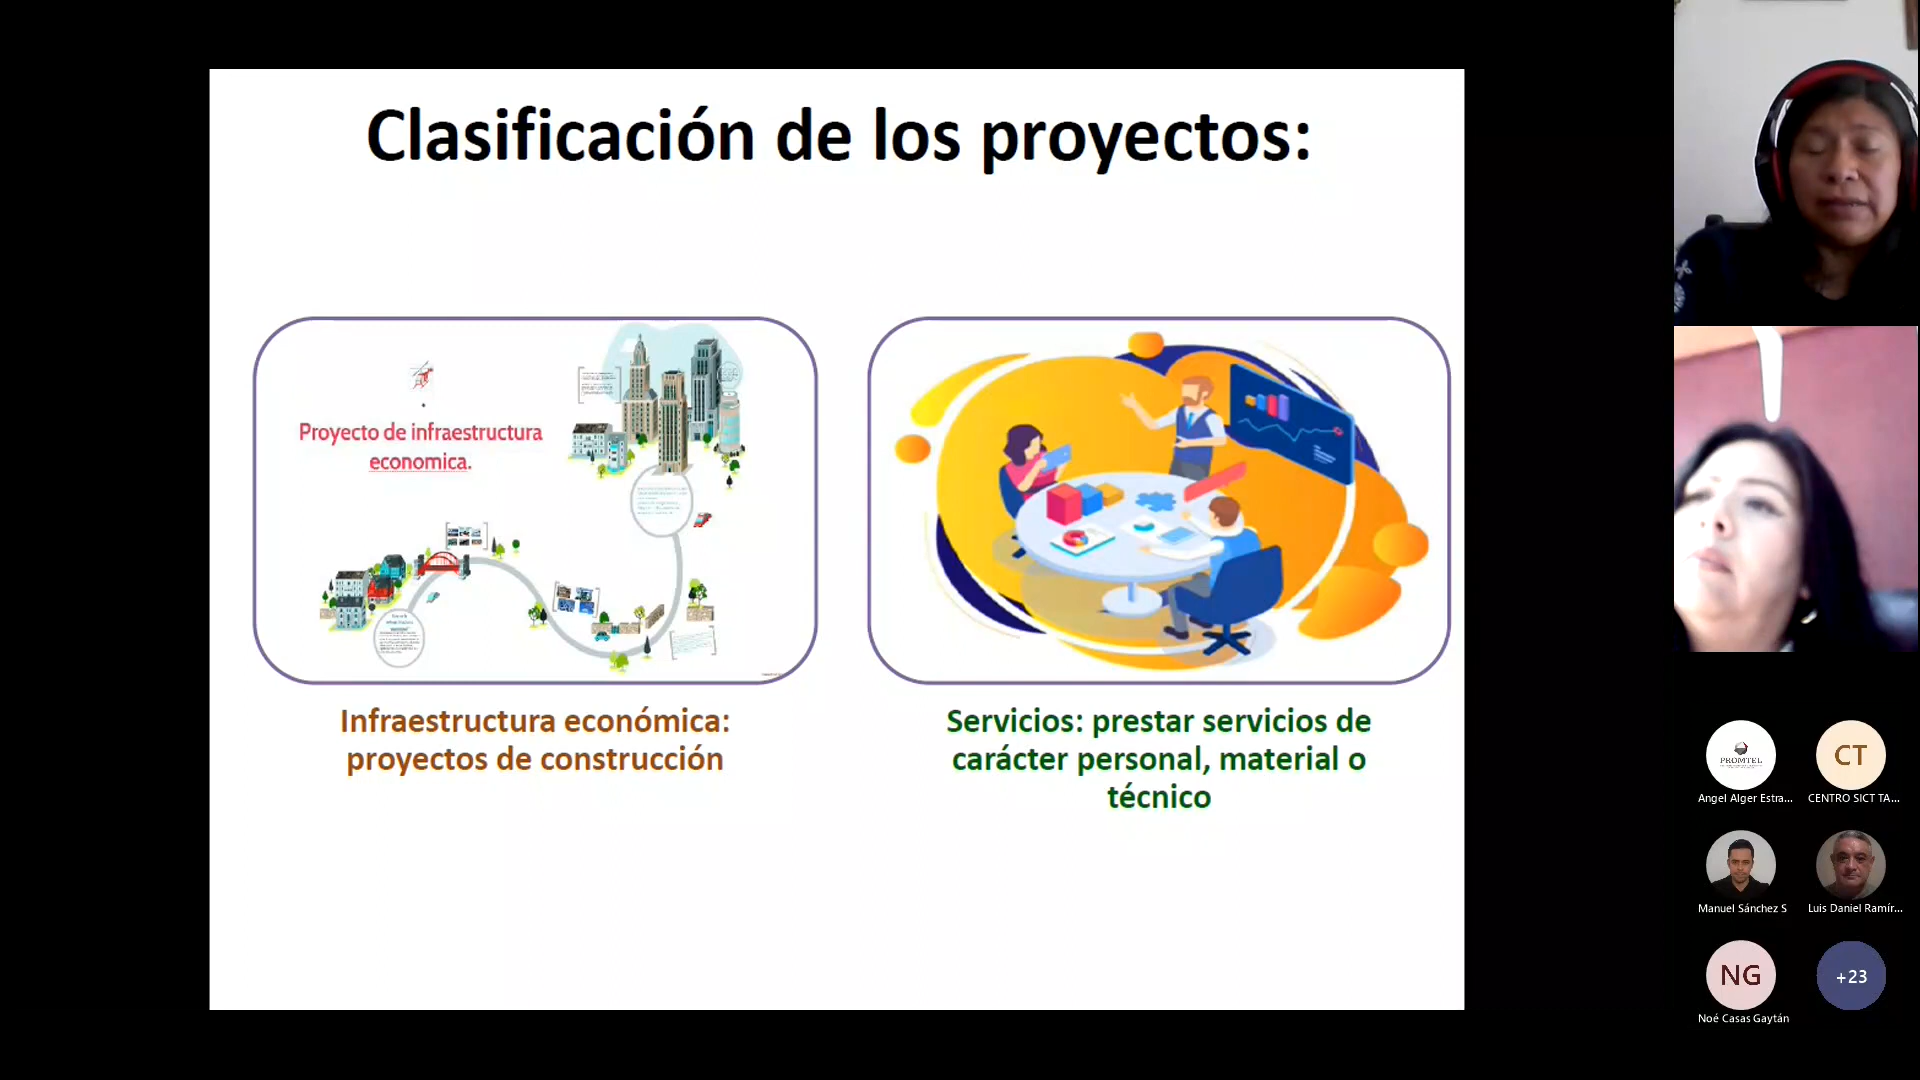 Clasificación de los proyectos:
Proyecto de infraestructura
economica.
Infraestructura económica:
proyectos de construcción
Servicios: prestar servicios de
carácter personal, material o
técnico
PROMTEL
CT
Angel Alger Estra...
CENTRO SICT TA...
Manuel Sánchez S
Luis Daniel Ramír...
NG
+23
Noé Casas Gaytán